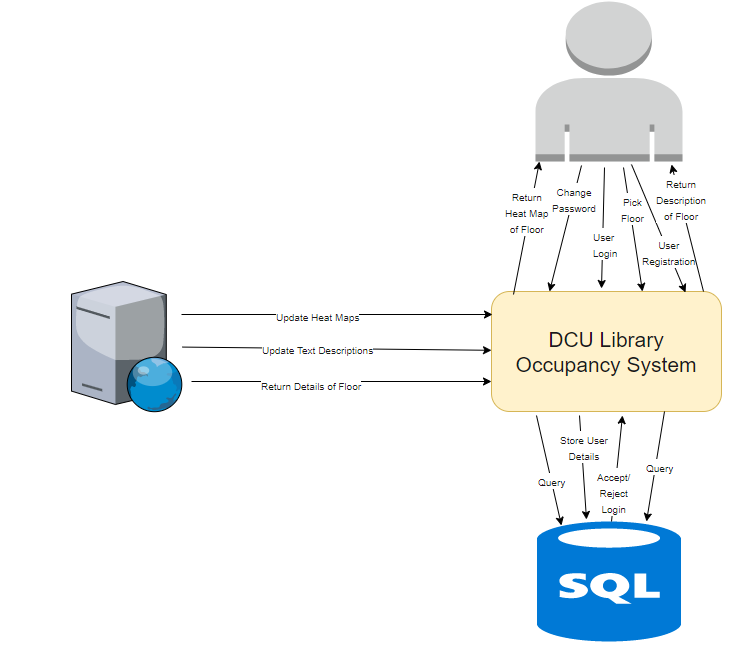 Return
Heat Map
of Floor
Change
Password
User
Login
Pick
Floor
User
Registration
Return
Description
of Floor
Update Heat Maps
Update Text Descriptions
Return Details of Floor
DCU Library
Occupancy System
Query
Store User
Details
Accept/
Reject
Login
Query
SQL